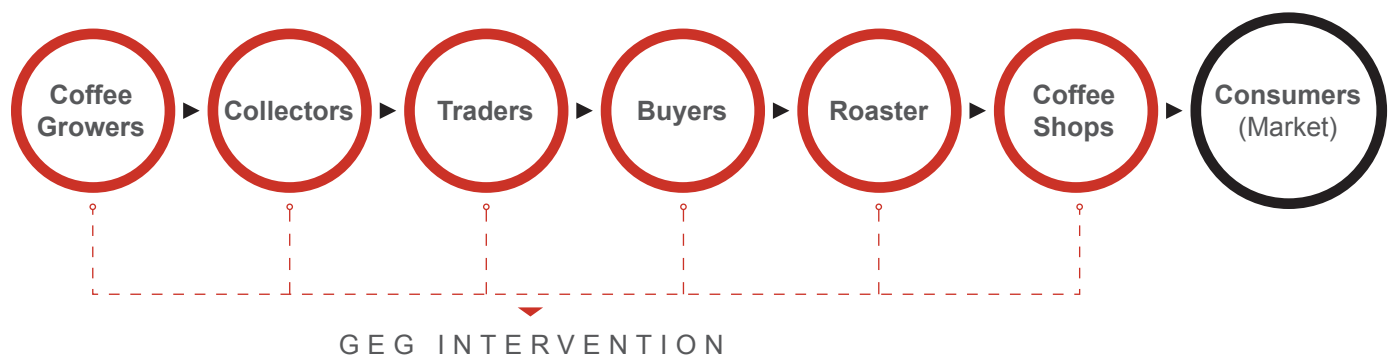 Coffee
Growers
Collectors
Traders
Buyers
Roaster
Coffee
Shops
Consumers
(Market)
GEG INTERVENTION